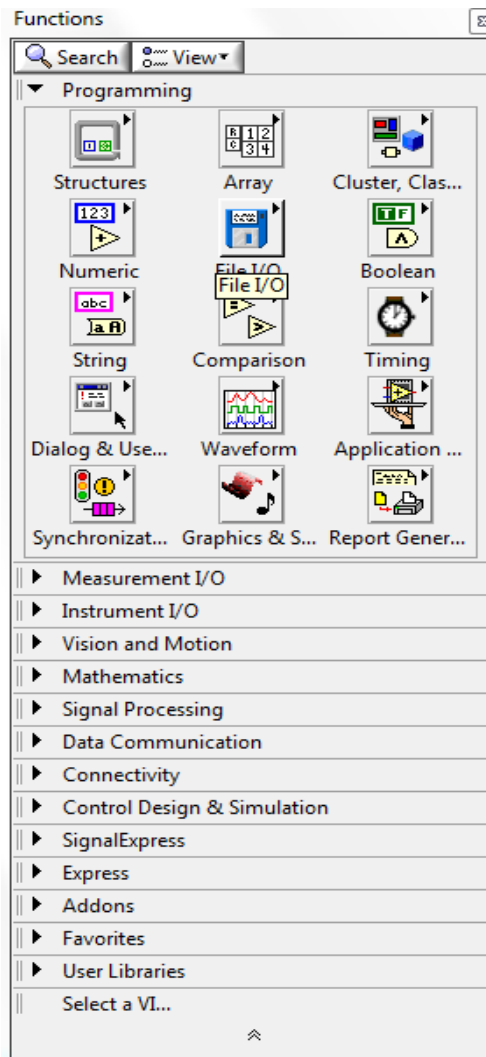 Functions
Search View
Programming
Structures Array Cluster, Clas...
Numeric File I/O Boolean
File I/O
String Comparison Timing
Dialog & Use... Waveform Application ...
Synchronizat... Graphics & S... Report Gener...
Measurement I/O
Instrument I/O
Vision and Motion
Mathematics
Signal Processing
Data Communication
Connectivity
Control Design & Simulation
SignalExpress
Express
Addons
Favorites
User Libraries
Select a VI...